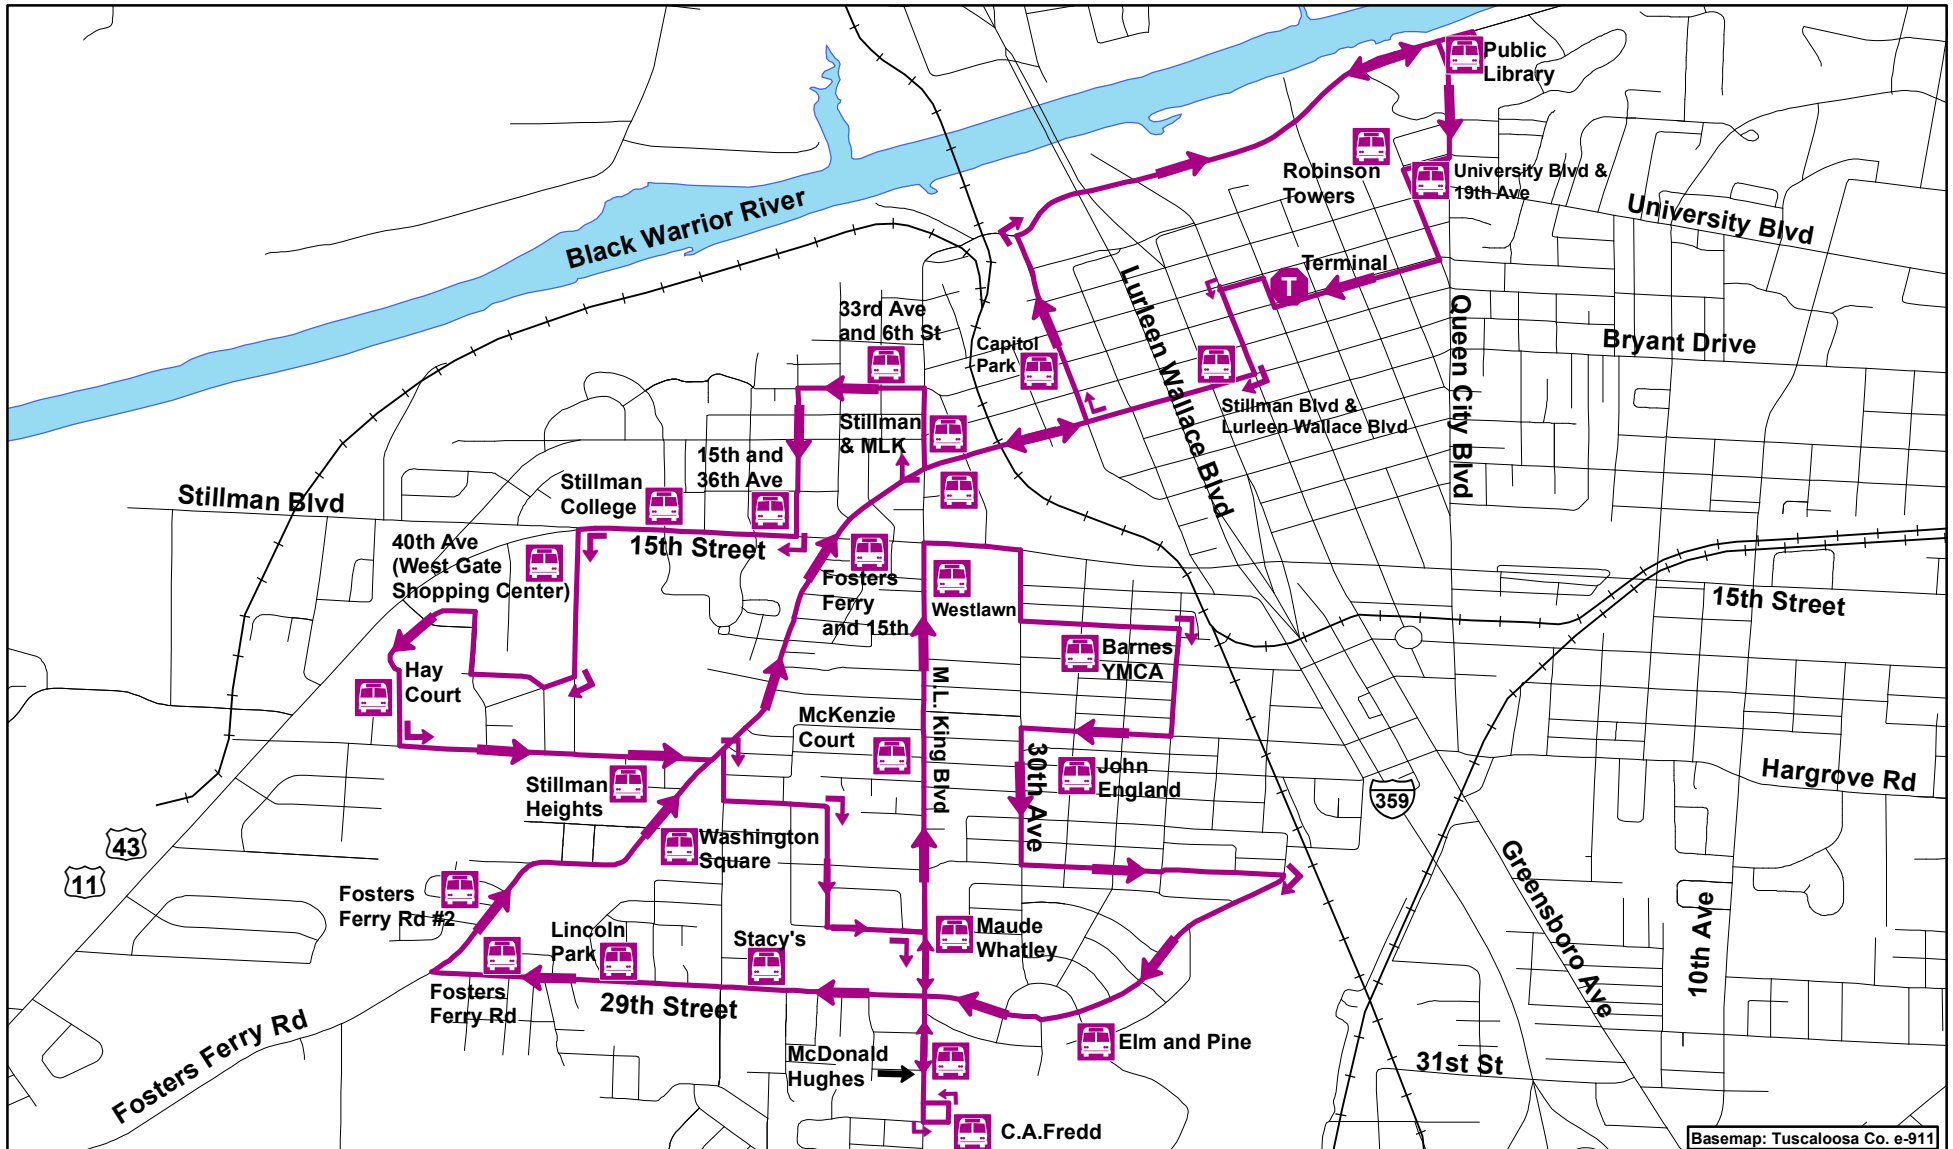 Public
Library
Robinson
Towers
University Blvd &
19th Ave
University Blvd
Black Warrior River
Terminal
T
Lurleen Wallace Blvd
Queen City Blvd
Bryant Drive
33rd Ave
and 6th St
Capitol
Park
Stillman Blvd &
Lurleen Wallace Blvd
Stillman
& MLK
15th and
36th Ave
Stillman
College
Stillman Blvd
15th Street
40th Ave
(West Gate
Shopping Center)
Fosters
Ferry
and 15th
Westlawn
15th Street
Barnes
YMCA
Hay
Court
M.L. King Blvd
McKenzie
Court
30th Ave
John
England
Hargrove Rd
359
Stillman
Heights
Washington
Square
43
11
Fosters
Ferry Rd #2
Greensboro Ave
10th Ave
Lincoln
Park
Stacy's
Maude
Whatley
Fosters
Ferry Rd
29th Street
Fosters Ferry Rd
McDonald
Hughes
Elm and Pine
31st St
C.A.Fredd
Basemap: Tuscaloosa Co. e-911